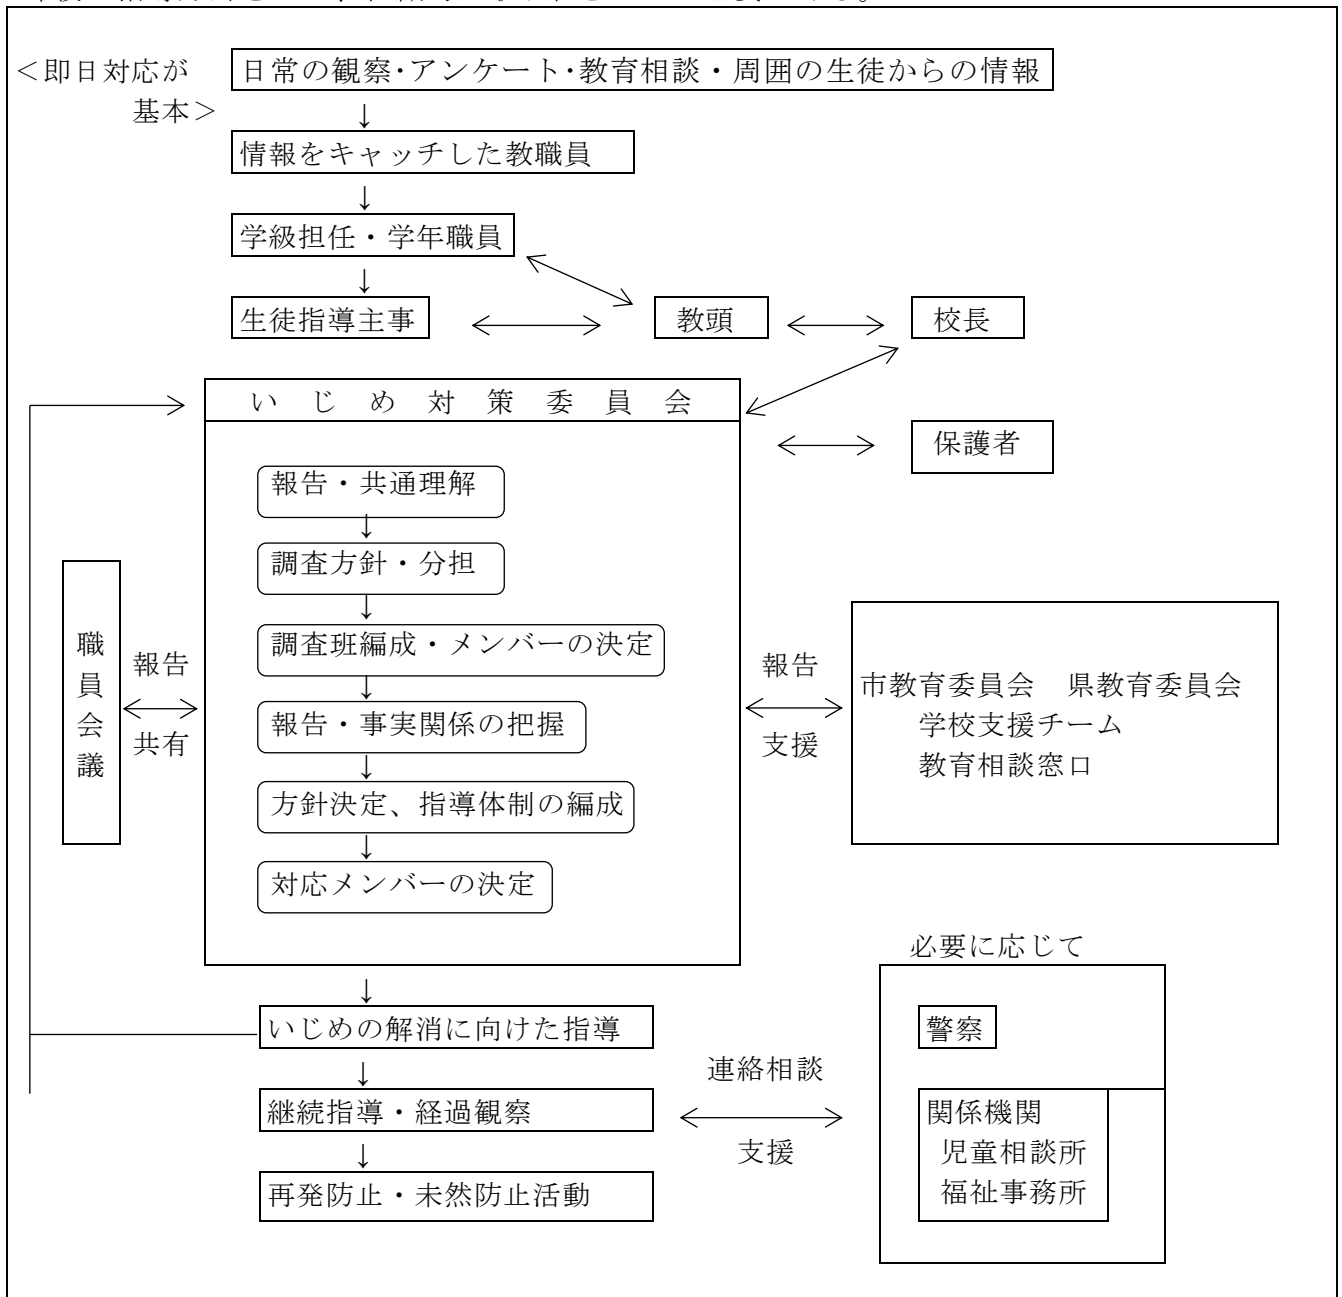 ＜即日対応が
基本＞
日常の観察･アンケート･教育相談・周囲の生徒からの情報
↓
情報をキャッチした教職員
↓
学級担任・学年職員
↓
生徒指導主事
教頭
校長
いじめ対策委員会
保護者
報告・共通理解
↓
調査方針・分担
↓
調査班編成・メンバーの決定
↓
報告・事実関係の把握
↓
方針決定、指導体制の編成
↓
対応メンバーの決定
職員会議
報告
共有
報告
支援
市教育委員会　県教育委員会
学校支援チーム
教育相談窓口
↓
いじめの解消に向けた指導
↓
継続指導・経過観察
↓
再発防止・未然防止活動
連絡相談
支援
必要に応じて
警察
関係機関
児童相談所
福祉事務所